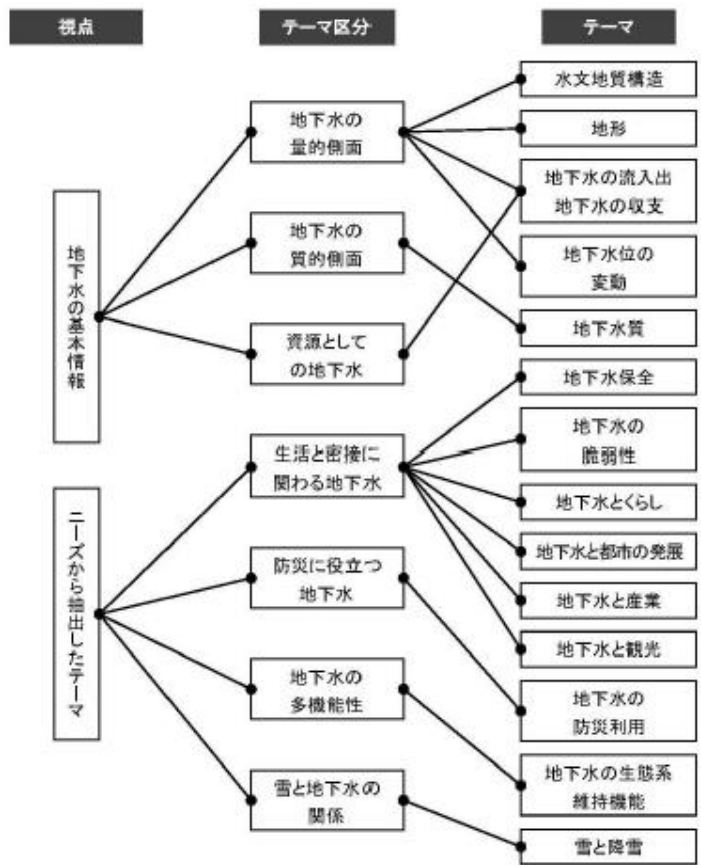 視点
テーマ区分
テーマ
地下水の基本情報
ニーズから抽出したテーマ
地下水の
量的側面
地下水の
質的側面
資源として
の地下水
生活と密接に
関わる地下水
防災に役立つ
地下水
地下水の
多機能性
雪と地下水の
関係
水文地質構造
地形
地下水の流入出
地下水の収支
地下水位の
変動
地下水質
地下水保全
地下水の
脆弱性
地下水とくらし
地下水と都市の発展
地下水と産業
地下水と観光
地下水の
防災利用
地下水の生態系
維持機能
雪と降雪